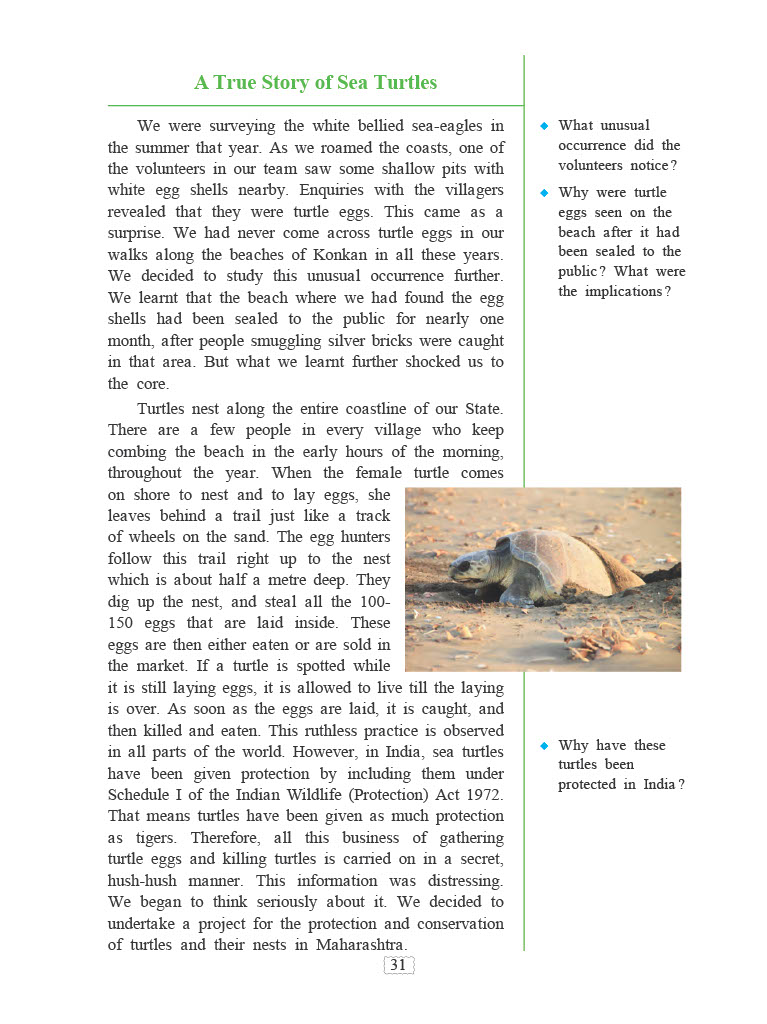 A True Story of Sea Turtles
We were surveying the white bellied sea-eagles in
the summer that year. As we roamed the coasts, one of
the volunteers in our team saw some shallow pits with
white egg shells nearby. Enquiries with the villagers
revealed that they were turtle eggs. This came as a
surprise. We had never come across turtle eggs in our
walks along the beaches of Konkan in all these years.
We decided to study this unusual occurrence further.
We learnt that the beach where we had found the egg
shells had been sealed to the public for nearly one
month, after people smuggling silver bricks were caught
in that area. But what we learnt further shocked us to
the core.
Turtles nest along the entire coastline of our State.
There are a few people in every village who keep
combing the beach in the early hours of the morning,
throughout the year. When the female turtle comes
on shore to nest and to lay eggs, she
leaves behind a trail just like a track
of wheels on the sand. The egg hunters
follow this trail right up to the nest
which is about half a metre deep. They
dig up the nest, and steal all the 100-
150 eggs that are laid inside. These
eggs are then either eaten or are sold in
the market. If a turtle is spotted while
it is still laying eggs, it is allowed to live till the laying
is over. As soon as the eggs are laid, it is caught, and
then killed and eaten. This ruthless practice is observed
in all parts of the world. However, in India, sea turtles
have been given protection by including them under
Schedule I of the Indian Wildlife (Protection) Act 1972.
That means turtles have been given as much protection
as tigers. Therefore, all this business of gathering
turtle eggs and killing turtles is carried on in a secret,
hush-hush manner. This information was distressing.
We began to think seriously about it. We decided to
undertake a project for the protection and conservation
of turtles and their nests in Maharashtra.
◆ What unusual
occurrence did the
volunteers notice?
◆ Why were turtle
eggs seen on the
beach after it had
been sealed to the
public? What were
the implications?
◆ Why have these
turtles been
protected in India?
31